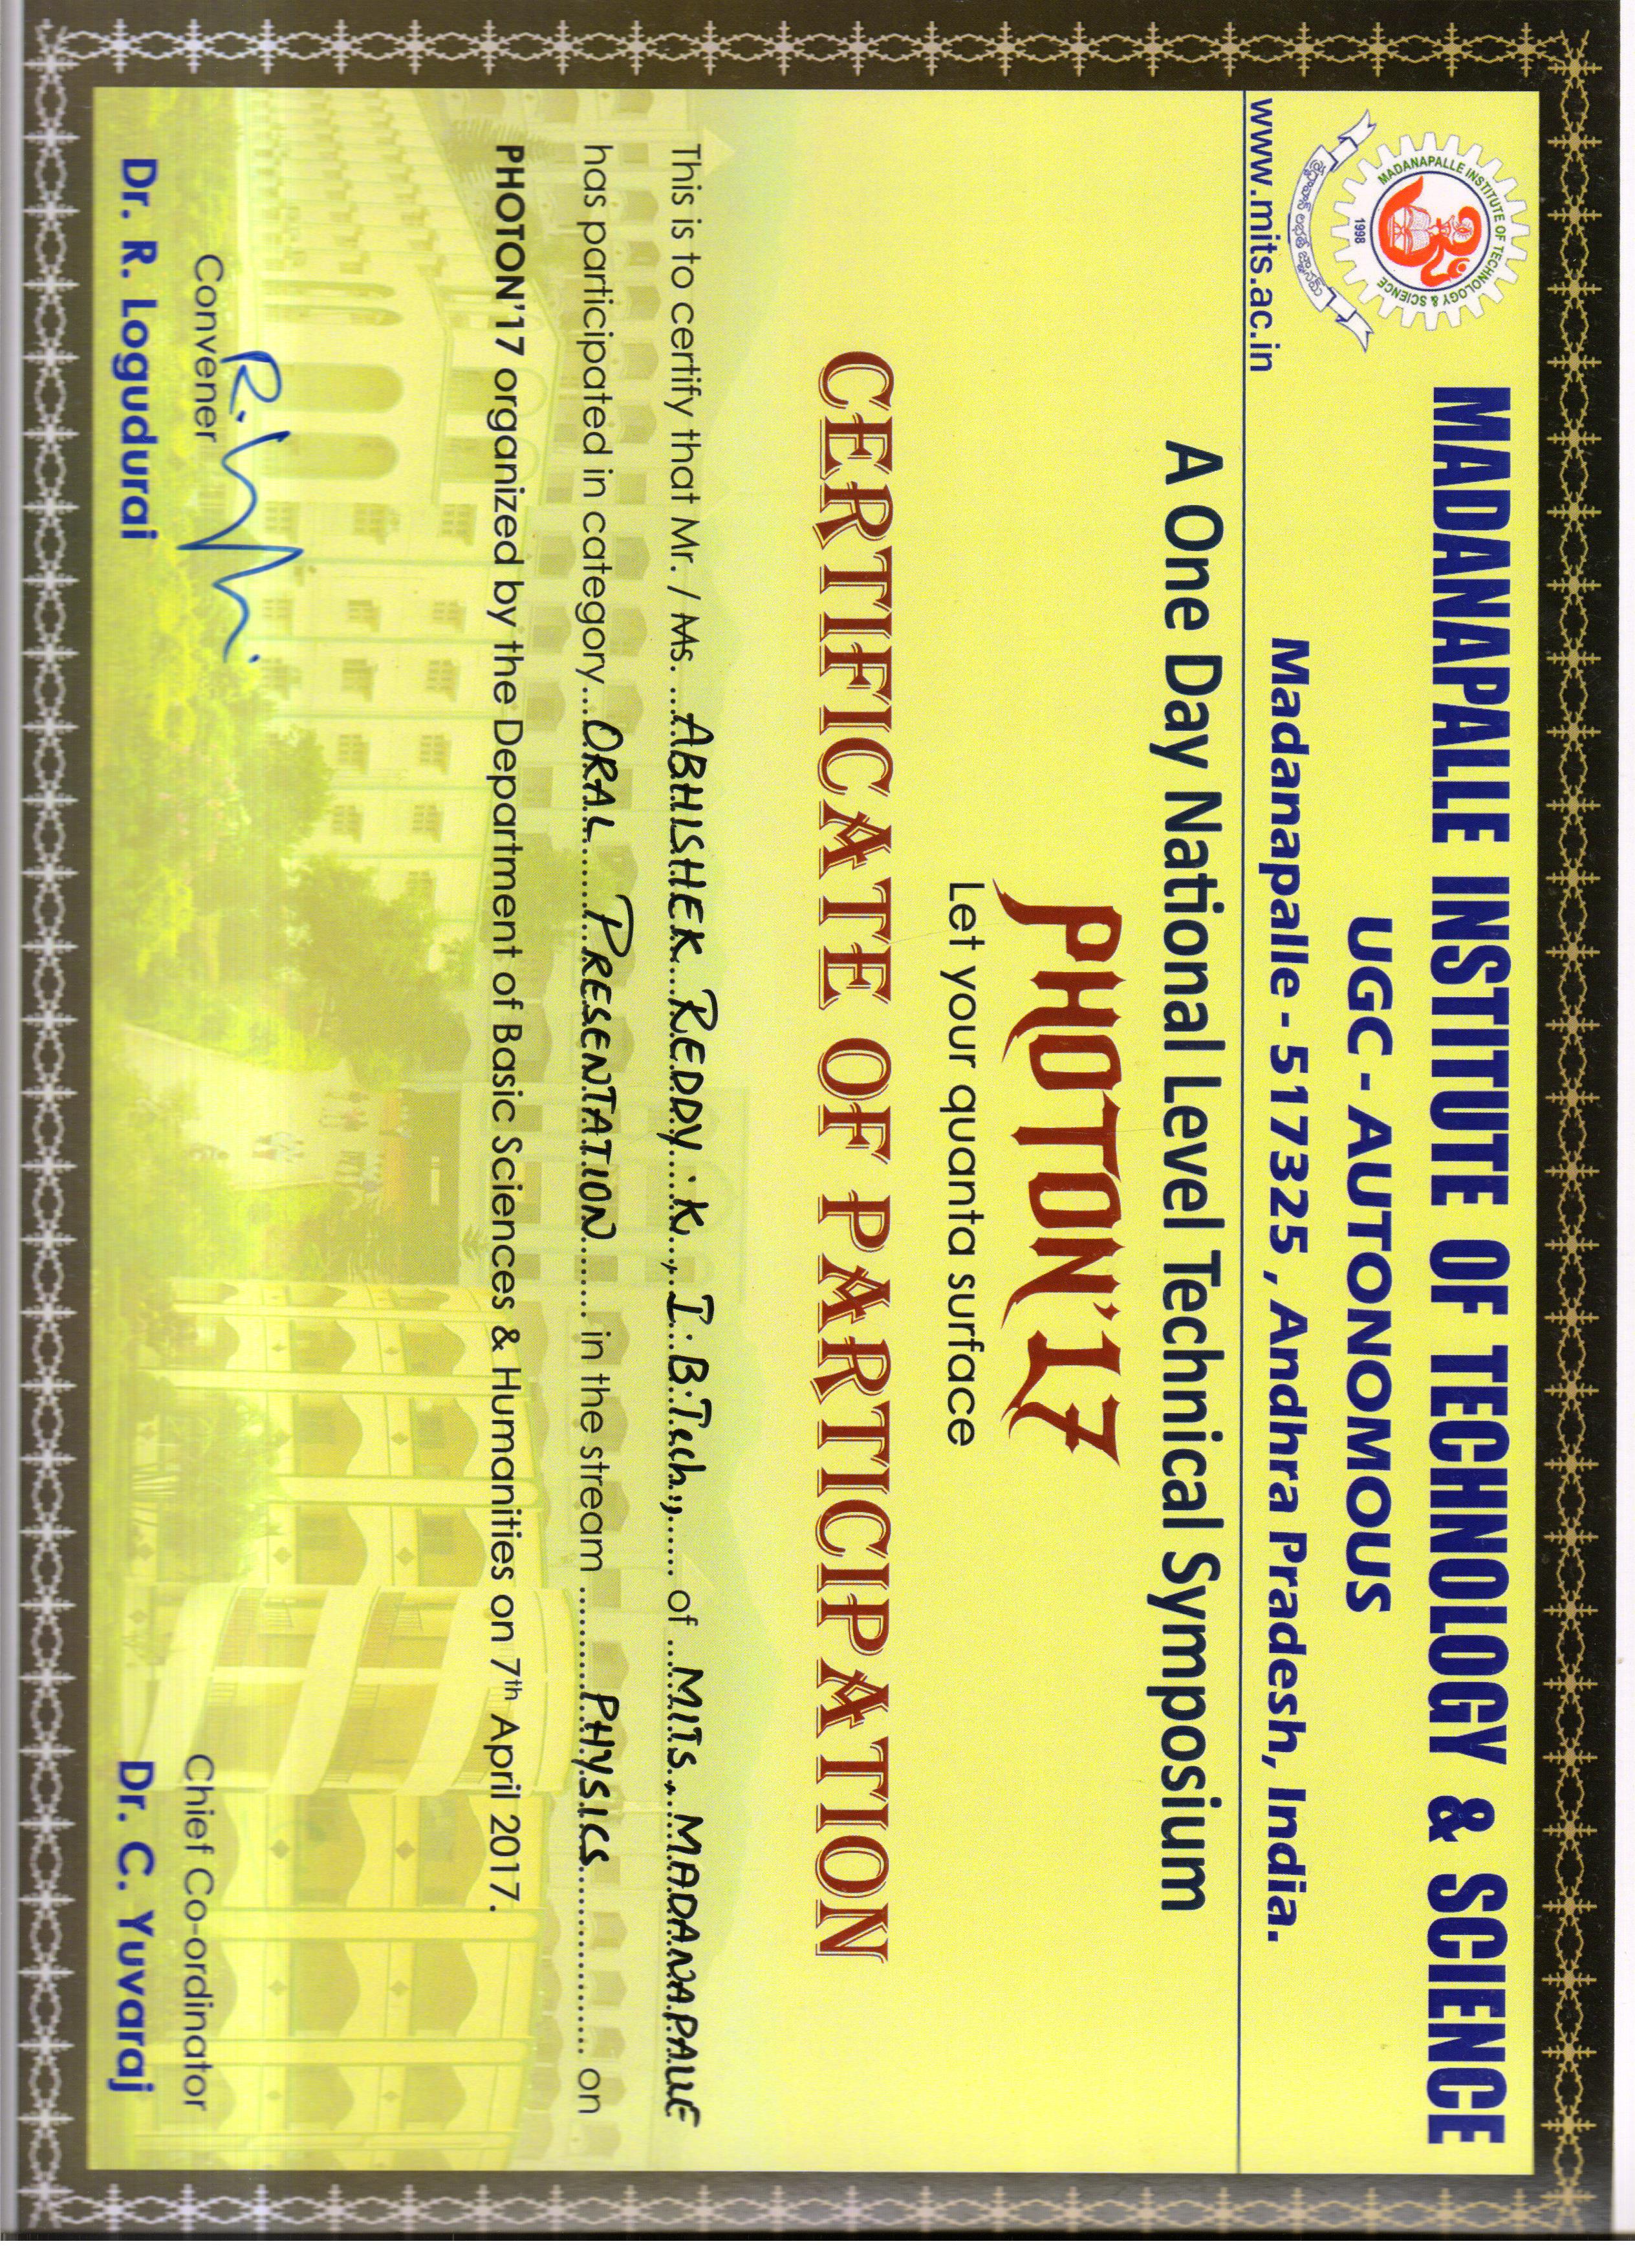 MADANAPALLE INSTITUTE OF TECHNOLOGY & SCIENCE
1998
శ్రద్ధావాన్ లభతే జ్ఞానమ్
www.mits.ac.in
MADANAPALLE INSTITUTE OF TECHNOLOGY & SCIENCE
UGC - AUTONOMOUS
Madanapalle - 517325 , Andhra Pradesh, India.
A One Day National Level Technical Symposium
PHOTON'17
Let your quanta surface
CERTIFICATE OF PARTICIPATION
This is to certify that Mr. / Ms. ABHISHEK REDDY . K , I . B.Tech., of MITS, MADANAPALLE
has participated in category ORAL PRESENTATION in the stream PHYSICS on
PHOTON'17 organized by the Department of Basic Sciences & Humanities on 7th April 2017.
Convener
Dr. R. Logudurai
Chief Co-ordinator
Dr. C. Yuvaraj